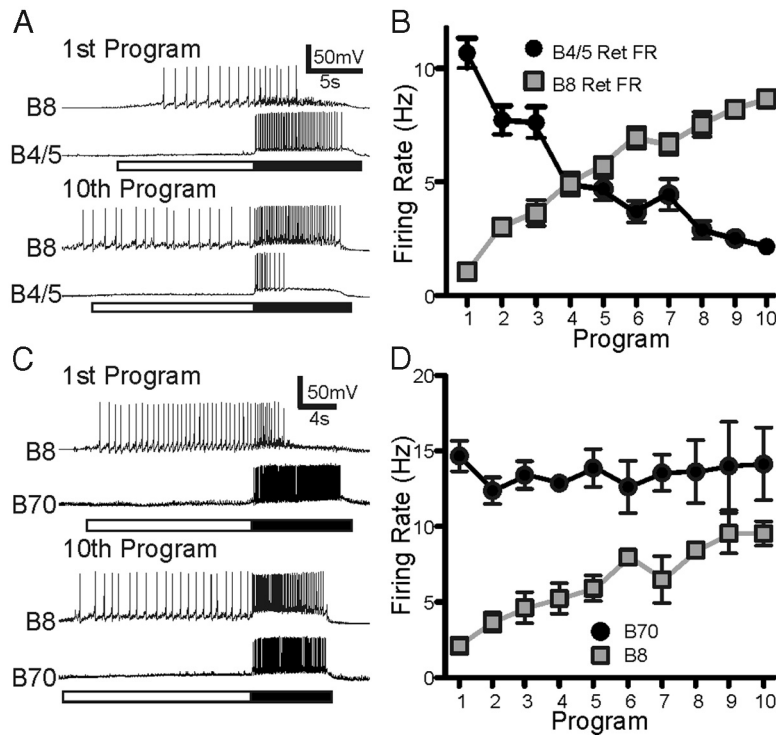 A
1st Program
50mV
5s
B8
B4/5
10th Program
B8
B4/5
B
B4/5 Ret FR
B8 Ret FR
Firing Rate (Hz)
10
5
0
1 2 3 4 5 6 7 8 9 10
Program
C
1st Program
50mV
4s
B8
B70
10th Program
B8
B70
D
20
15
10
5
0
Firing Rate (Hz)
B70
B8
1 2 3 4 5 6 7 8 9 10
Program